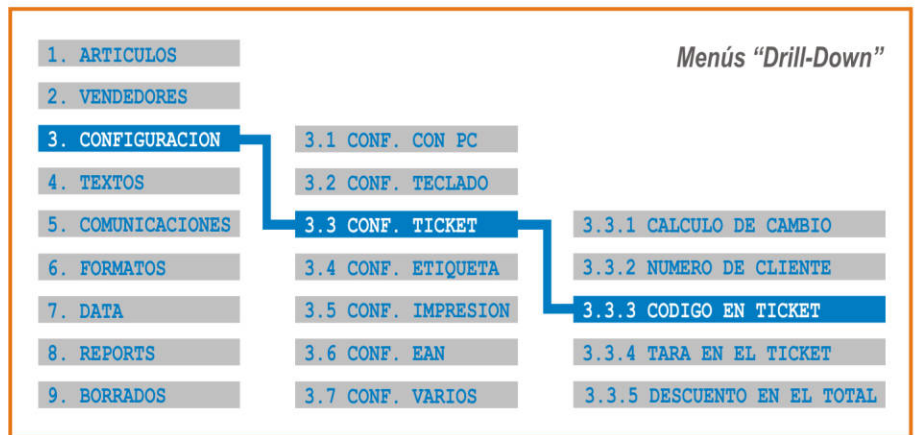 Menús “Drill-Down”
1. ARTICULOS
2. VENDEDORES
3. CONFIGURACION
4. TEXTOS
5. COMUNICACIONES
6. FORMATOS
7. DATA
8. REPORTS
9. BORRADOS
3.1 CONF. CON PC
3.2 CONF. TECLADO
3.3 CONF. TICKET
3.4 CONF. ETIQUETA
3.5 CONF. IMPRESION
3.6 CONF. EAN
3.7 CONF. VARIOS
3.3.1 CALCULO DE CAMBIO
3.3.2 NUMERO DE CLIENTE
3.3.3 CODIGO EN TICKET
3.3.4 TARA EN EL TICKET
3.3.5 DESCUENTO EN EL TOTAL